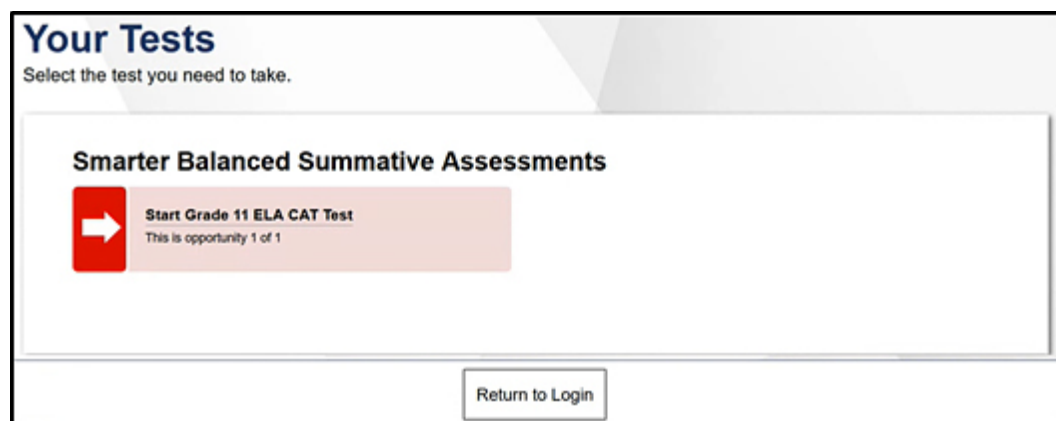 Your Tests
Select the test you need to take.
Smarter Balanced Summative Assessments
Start Grade 11 ELA CAT Test
This is opportunity 1 of 1
Return to Login